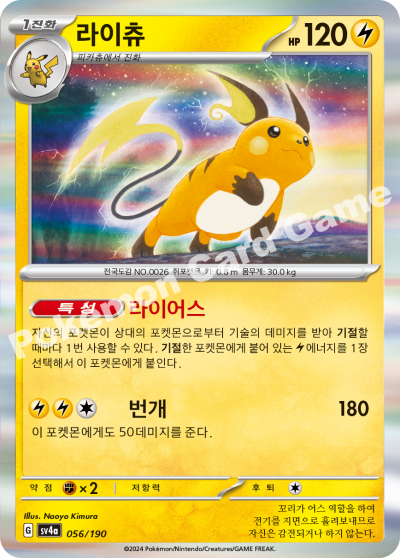 1진화
라이츄
HP 120
피카츄에서 진화
전국도감 NO.0026 쥐포켓몬 키: 0.8 m 몸무게: 30.0 kg
Pokémon Card Game
특성 라이어스
자신의 포켓몬이 상대의 포켓몬으로부터 기술의 데미지를 받아 기절할
때마다 1번 사용할 수 있다. 기절한 포켓몬에게 붙어 있는 에너지를 1장
선택해서 이 포켓몬에게 붙인다.
번개 180
이 포켓몬에게도 50데미지를 준다.
약점 ×2 저항력 후퇴
Illus. Naoyo Kimura
G sv4a 056/190
꼬리가 어스 역할을 하여
전기를 지면으로 흘려보내므로
자신은 감전되거나 하지 않는다.
©2024 Pokémon/Nintendo/Creatures/GAME FREAK.